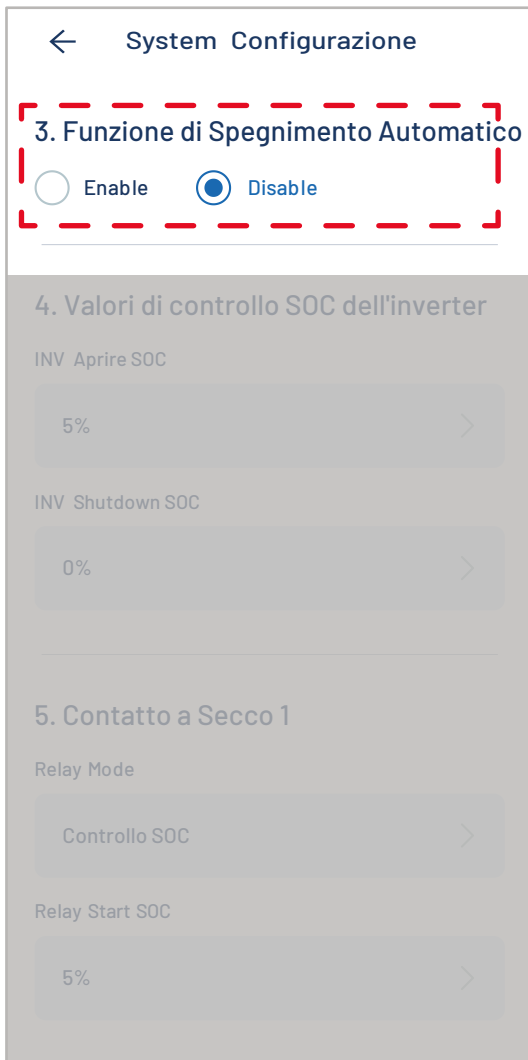 System Configurazione
3. Funzione di Spegnimento Automatico
Enable Disable
4. Valori di controllo SOC dell'inverter
INV Aprire SOC
5%
INV Shutdown SOC
0%
5. Contatto a Secco 1
Relay Mode
Controllo SOC
Relay Start SOC
5%